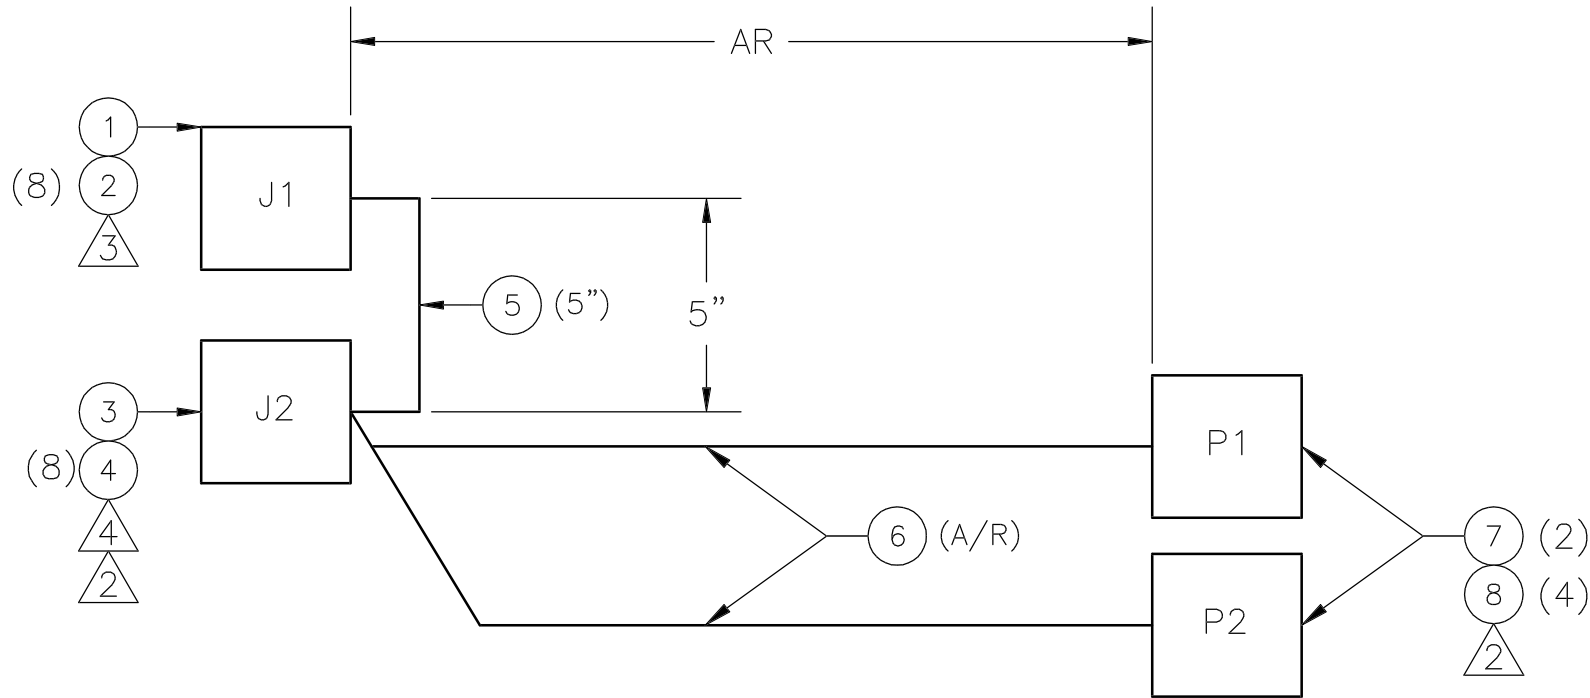 AR
1
(8) 2
3
J1
5 (5”)
5”
3
(8) 4
4
2
J2
P1
6 (A/R)
P2
7 (2)
8 (4)
2